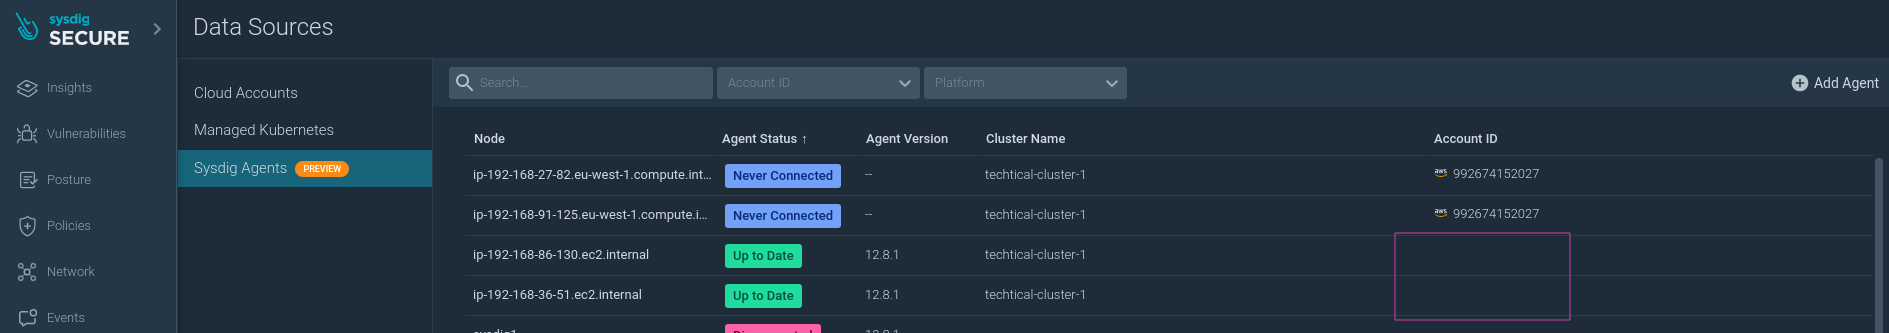 sysdig
SECURE
Data Sources
Insights
Vulnerabilities
Posture
Policies
Network
Events
Cloud Accounts
Managed Kubernetes
Sysdig Agents PREVIEW
Search... Account ID Platform Add Agent
Node Agent Status ↑ Agent Version Cluster Name Account ID
ip-192-168-27-82.eu-west-1.compute.int... Never Connected -- techtical-cluster-1 aws 992674152027
ip-192-168-91-125.eu-west-1.compute.i... Never Connected -- techtical-cluster-1 aws 992674152027
ip-192-168-86-130.ec2.internal Up to Date 12.8.1 techtical-cluster-1
ip-192-168-36-51.ec2.internal Up to Date 12.8.1 techtical-cluster-1